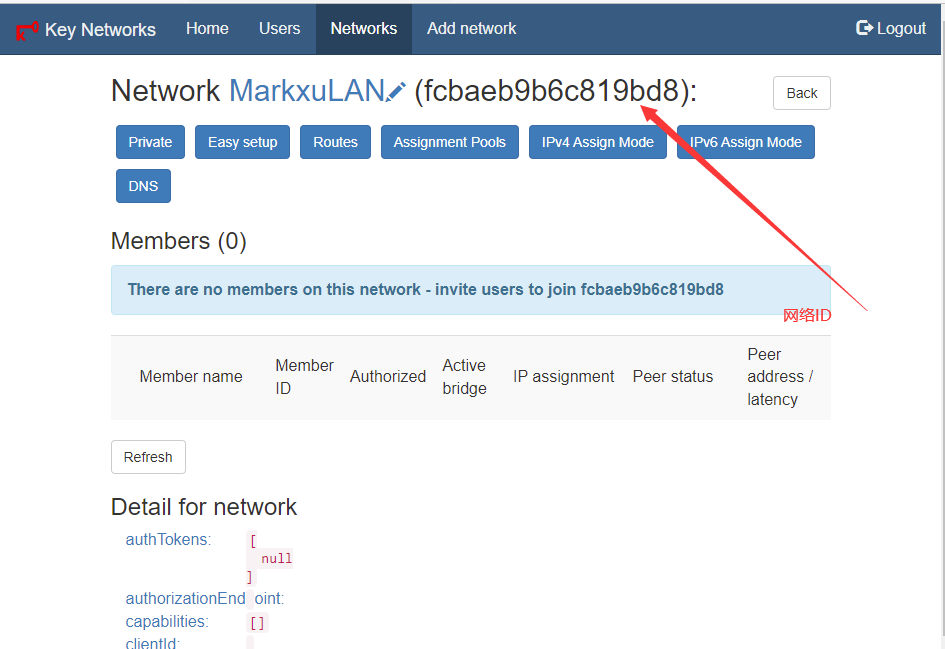 Key Networks Home Users Networks Add network Logout
Network MarkxuLAN (fcbaeb9b6c819bd8): Back
Private Easy setup Routes Assignment Pools IPv4 Assign Mode IPv6 Assign Mode
DNS
Members (0)
There are no members on this network - invite users to join fcbaeb9b6c819bd8
网络ID
Member name Member ID Authorized Active bridge IP assignment Peer status Peer address / latency
Refresh
Detail for network
authTokens: [
null
]
authorizationEnd oint:
capabilities: []
clientId: